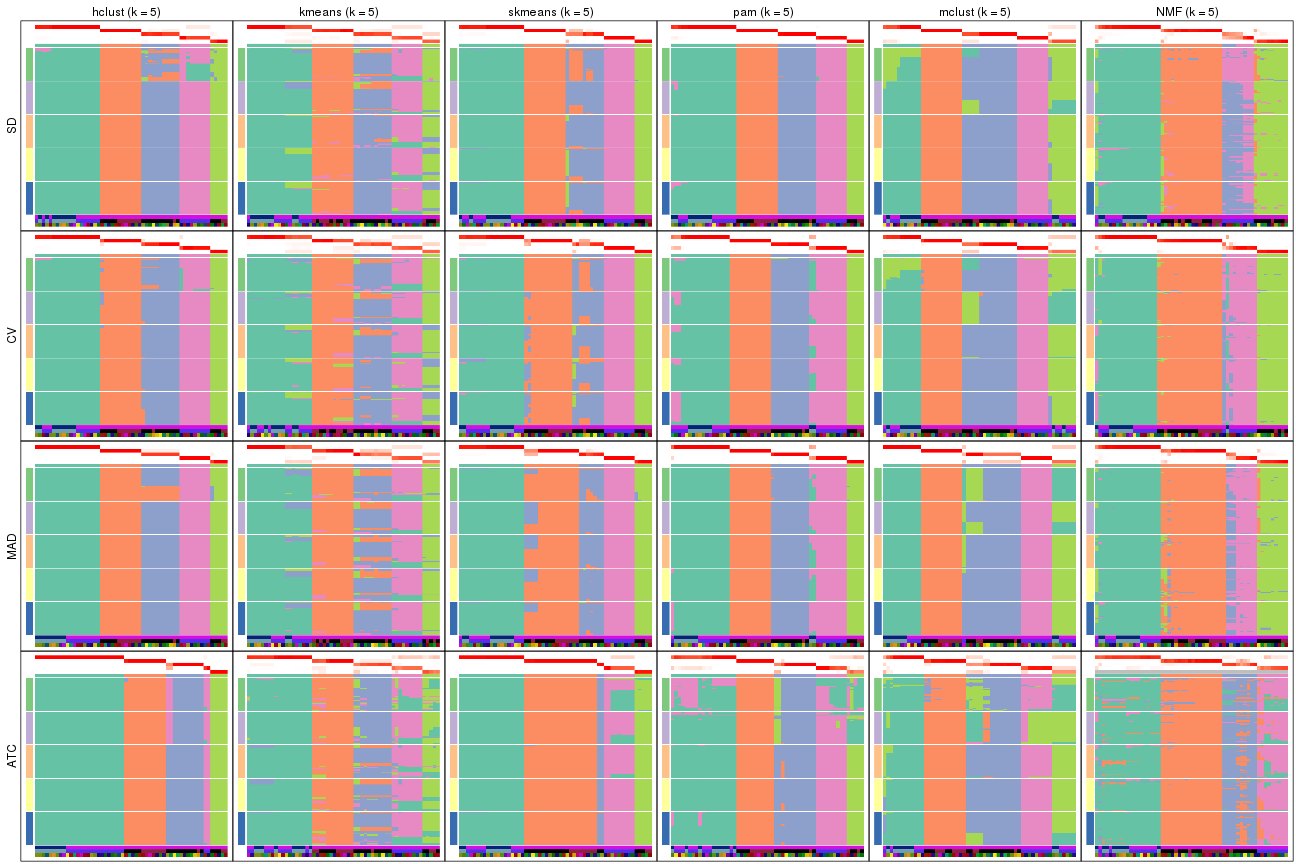 hclust (k = 5) kmeans (k = 5) skmeans (k = 5) pam (k = 5) mclust (k = 5) NMF (k = 5)
SD
CV
MAD
ATC